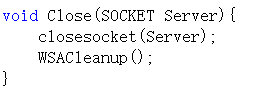 void Close(SOCKET Server){
    closesocket(Server);
    WSACleanup();
}